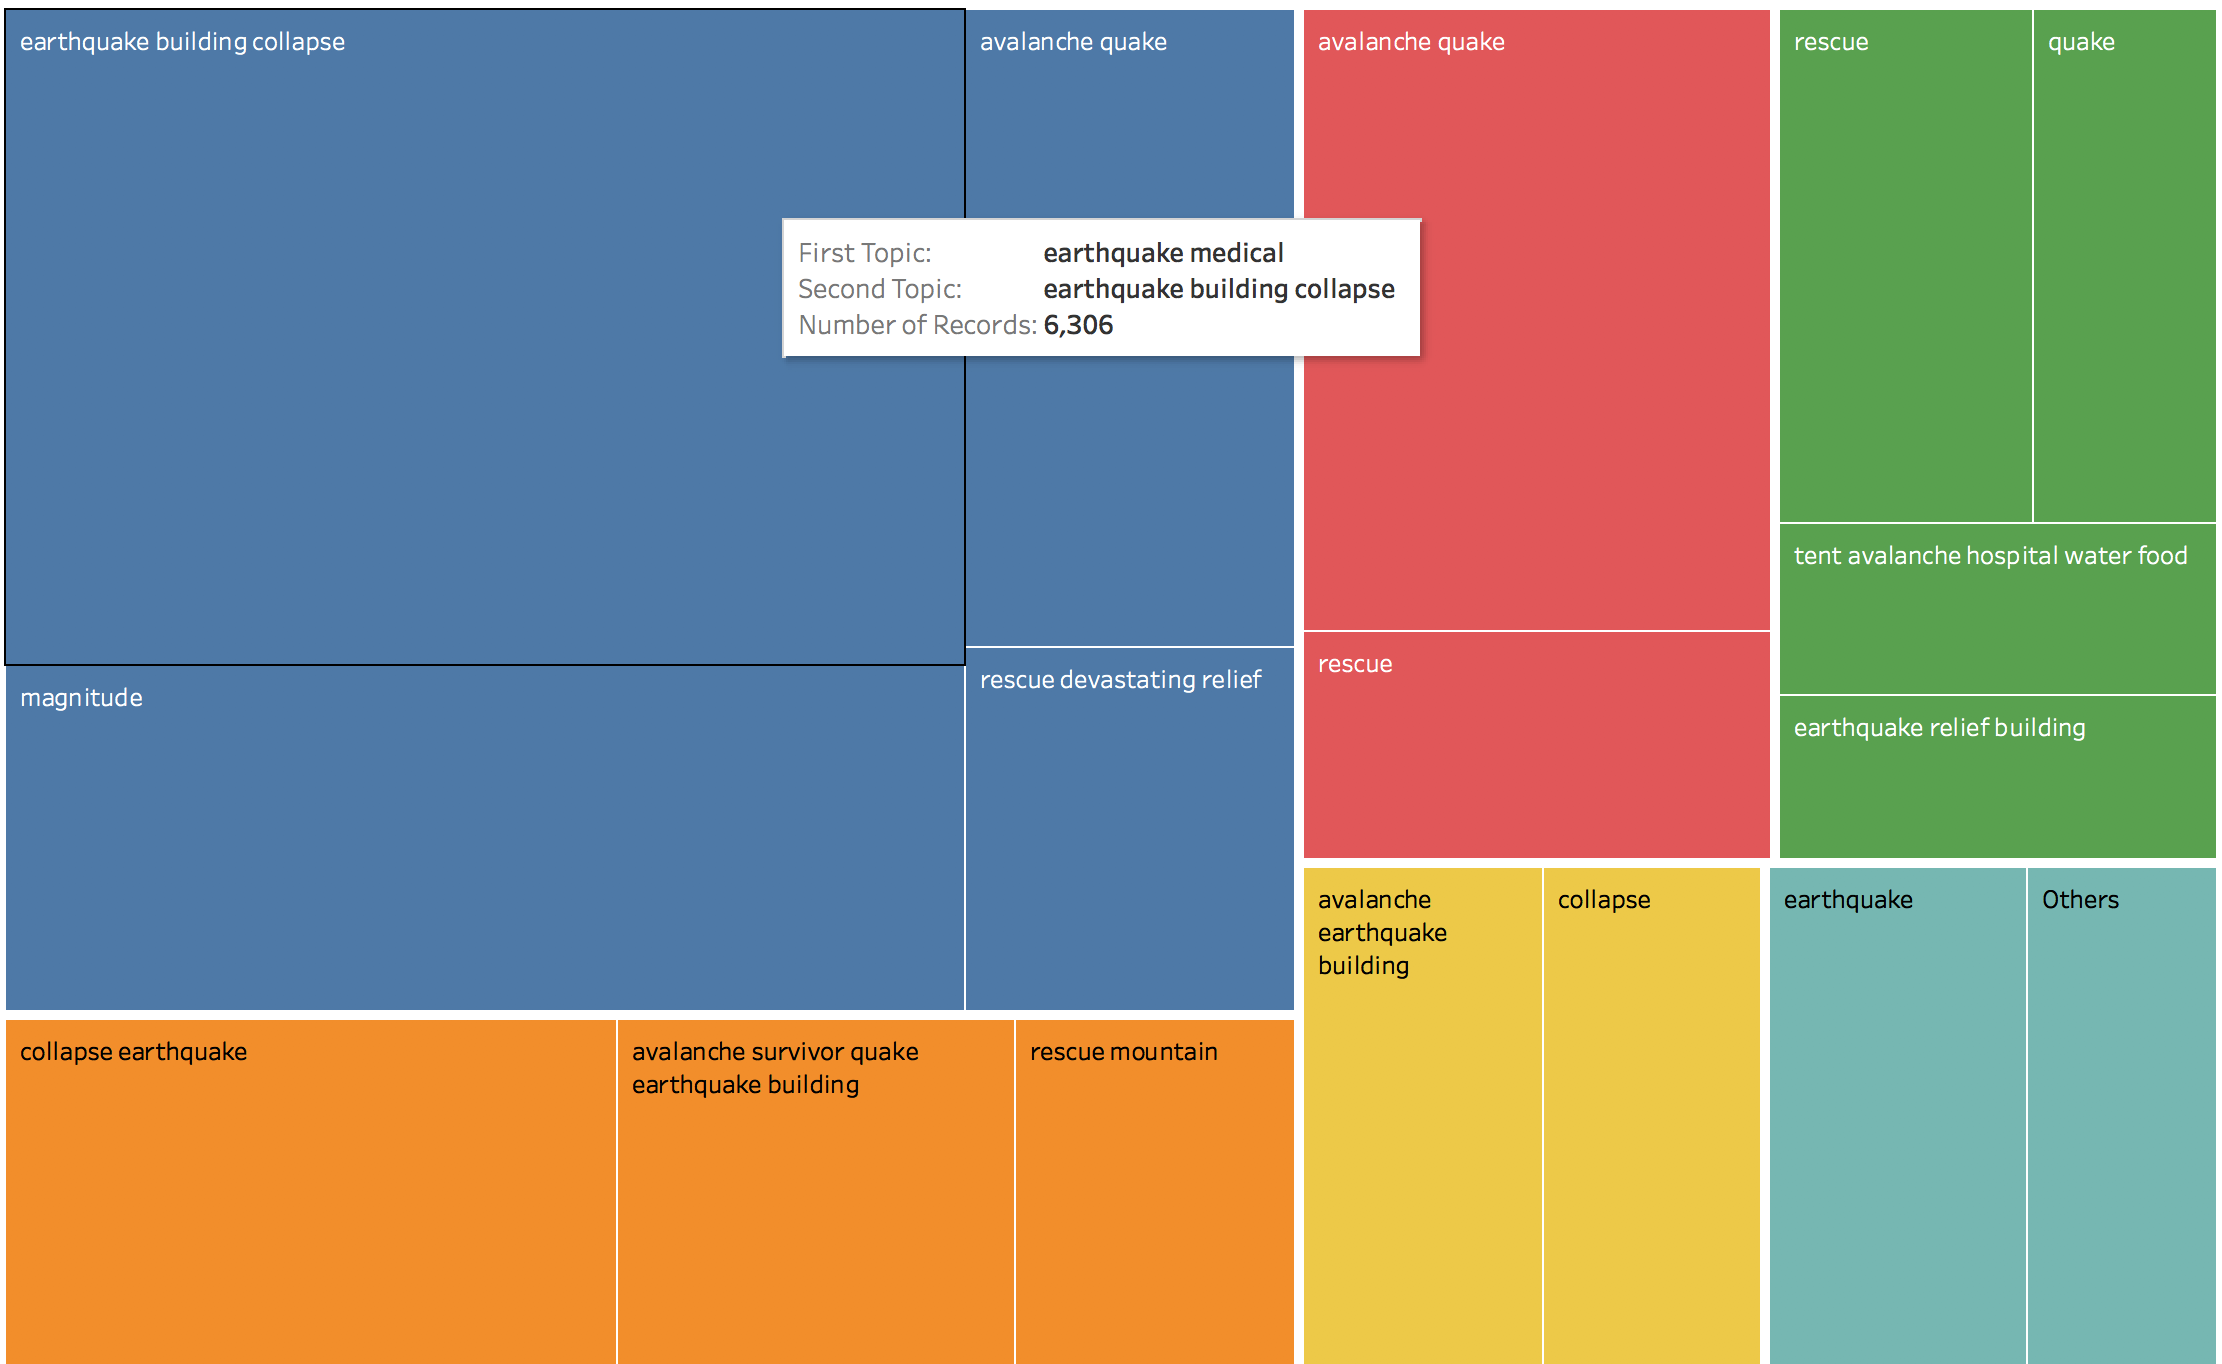 earthquake building collapse
avalanche quake
avalanche quake
rescue
quake
First Topic: earthquake medical
Second Topic: earthquake building collapse
Number of Records: 6,306
tent avalanche hospital water food
magnitude
rescue devastating relief
rescue
earthquake relief building
avalanche
earthquake
building
collapse
earthquake
Others
collapse earthquake
avalanche survivor quake
earthquake building
rescue mountain